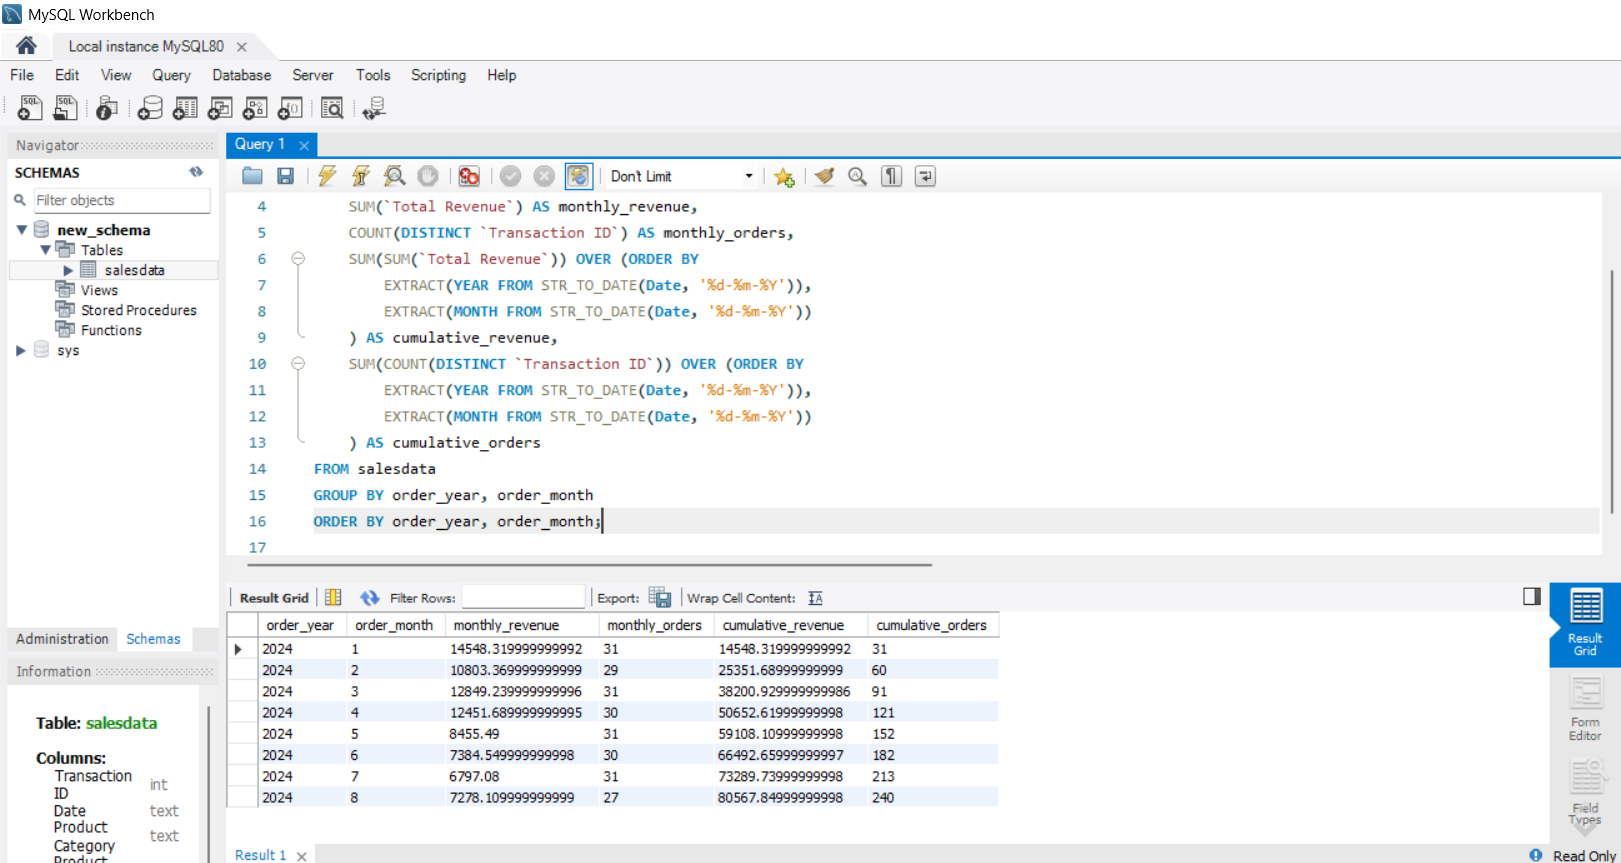 MySQL Workbench
Local instance MySQL80
File Edit View Query Database Server Tools Scripting Help
Navigator
SCHEMAS
Filter objects
new_schema
Tables
salesdata
Views
Stored Procedures
Functions
sys
Administration Schemas
Information
Table: salesdata
Columns:
Transaction ID int
Date text
Product Category text
Product
Query 1
Don't Limit
4 SUM(`Total Revenue`) AS monthly_revenue,
5 COUNT(DISTINCT `Transaction ID`) AS monthly_orders,
6 SUM(SUM(`Total Revenue`)) OVER (ORDER BY
7 EXTRACT(YEAR FROM STR_TO_DATE(Date, '%d-%m-%Y')),
8 EXTRACT(MONTH FROM STR_TO_DATE(Date, '%d-%m-%Y'))
9 ) AS cumulative_revenue,
10 SUM(COUNT(DISTINCT `Transaction ID`)) OVER (ORDER BY
11 EXTRACT(YEAR FROM STR_TO_DATE(Date, '%d-%m-%Y')),
12 EXTRACT(MONTH FROM STR_TO_DATE(Date, '%d-%m-%Y'))
13 ) AS cumulative_orders
14 FROM salesdata
15 GROUP BY order_year, order_month
16 ORDER BY order_year, order_month;
17
Result Grid Filter Rows: Export: Wrap Cell Content:
order_year order_month monthly_revenue monthly_orders cumulative_revenue cumulative_orders
2024 1 14548.319999999992 31 14548.319999999992 31
2024 2 10803.369999999999 29 25351.68999999999 60
2024 3 12849.239999999996 31 38200.929999999986 91
2024 4 12451.689999999995 30 50652.61999999998 121
2024 5 8455.49 31 59108.10999999998 152
2024 6 7384.549999999998 30 66492.65999999997 182
2024 7 6797.08 31 73289.73999999998 213
2024 8 7278.109999999999 27 80567.84999999998 240
Result Grid
Form Editor
Field Types
Result 1
Read Only